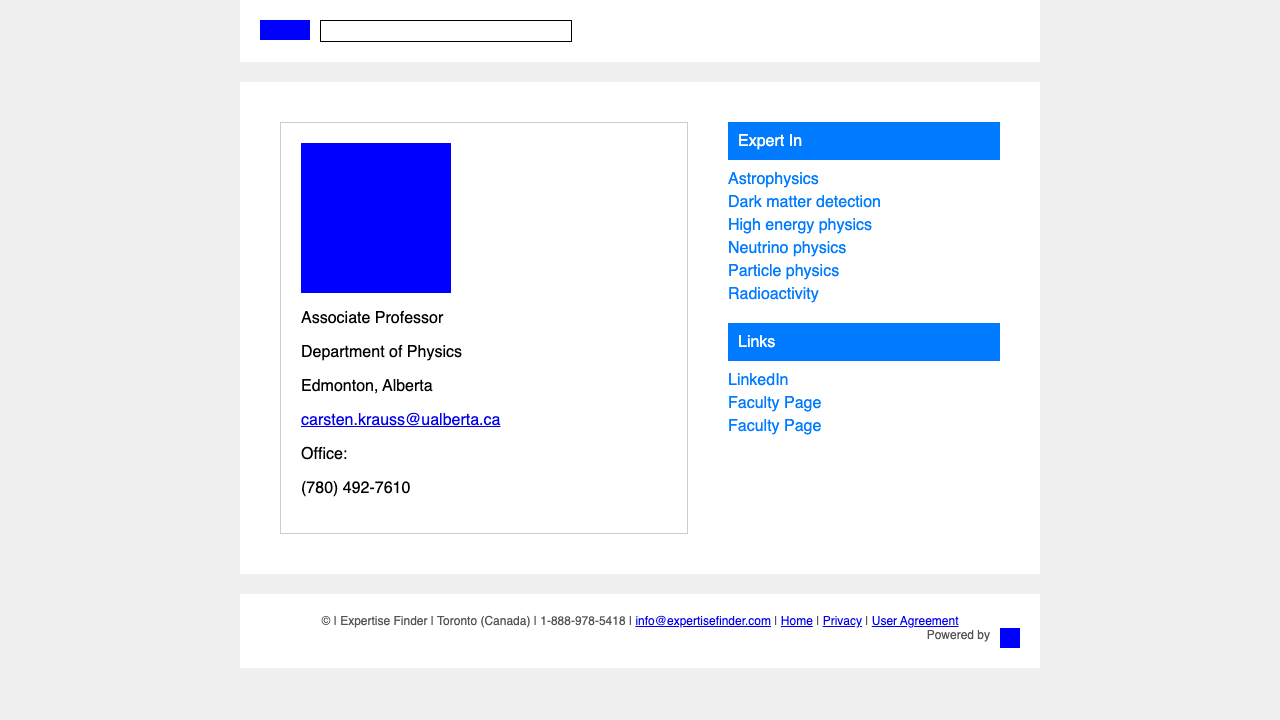 Associate Professor
Department of Physics
Edmonton, Alberta
carsten.krauss@ualberta.ca
Office:
(780) 492-7610
Expert In
Astrophysics
Dark matter detection
High energy physics
Neutrino physics
Particle physics
Radioactivity
Links
LinkedIn
Faculty Page
Faculty Page
© | Expertise Finder | Toronto (Canada) | 1-888-978-5418 | info@expertisefinder.com | Home | Privacy | User Agreement
Powered by